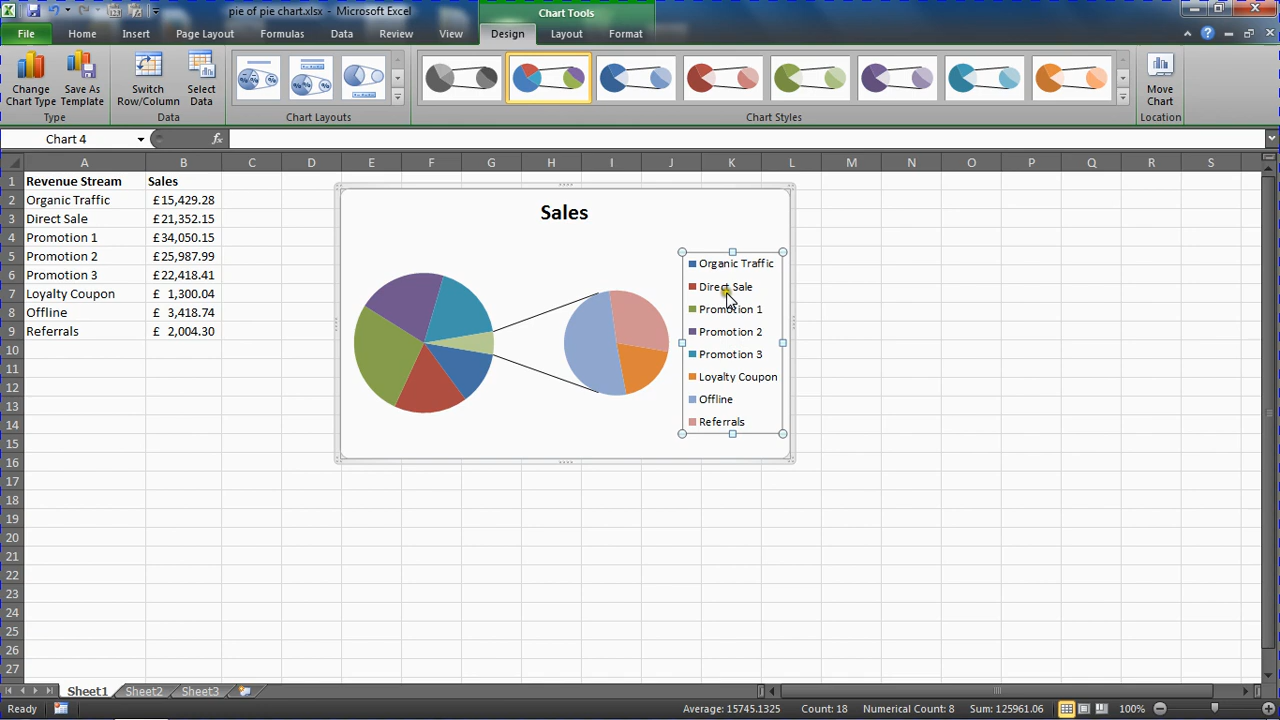 pie of pie chart.xlsx - Microsoft Excel
Chart Tools
File Home Insert Page Layout Formulas Data Review View Design Layout Format
Change Chart Type
Save As Template
Switch Row/Column
Select Data
Move Chart
Type Data Chart Layouts Chart Styles Location
Chart 4 fx
A B C D E F G H I J K L M N O P Q R S
1 Revenue Stream Sales
2 Organic Traffic £15,429.28
3 Direct Sale £21,352.15
4 Promotion 1 £34,050.15
5 Promotion 2 £25,987.99
6 Promotion 3 £22,418.41
7 Loyalty Coupon £ 1,300.04
8 Offline £ 3,418.74
9 Referrals £ 2,004.30
10
11
12
13
14
15
16
17
18
19
20
21
22
23
24
25
26
27
Sales
Organic Traffic
Direct Sale
Promotion 1
Promotion 2
Promotion 3
Loyalty Coupon
Offline
Referrals
Sheet1 Sheet2 Sheet3
Ready Average: 15745.1325 Count: 18 Numerical Count: 8 Sum: 125961.06 100%